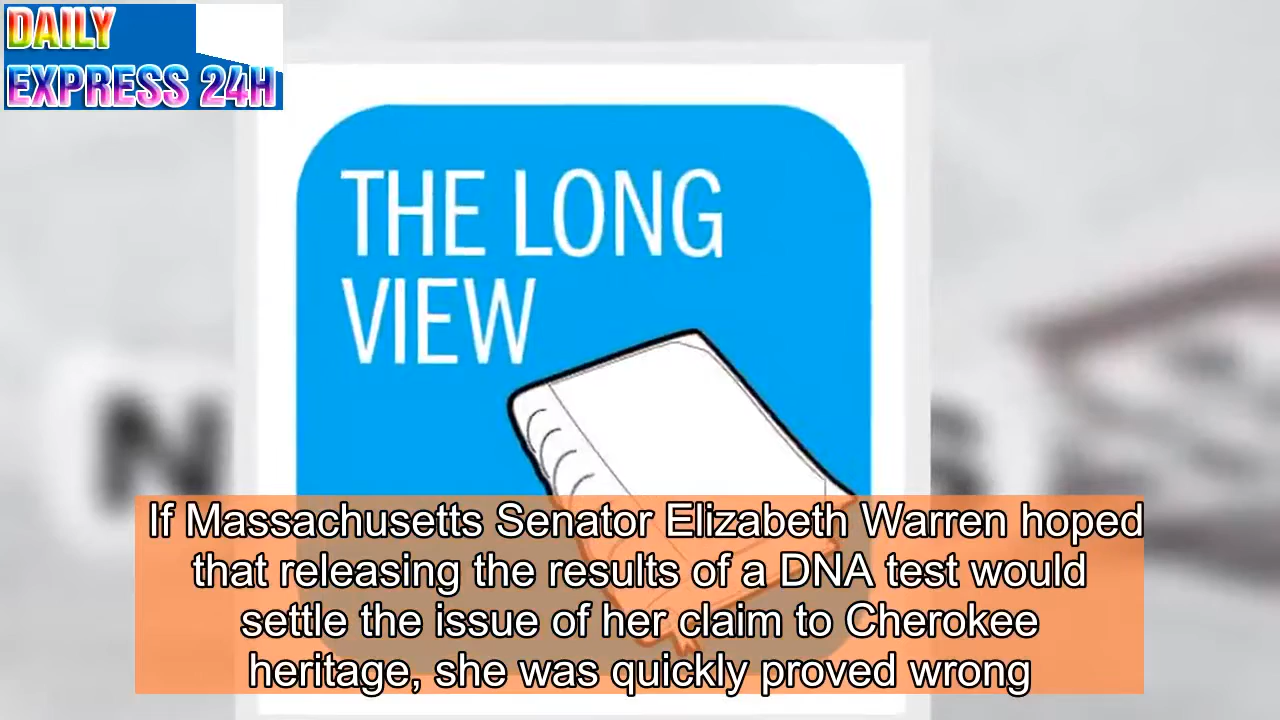 DAILY
EXPRESS 24H
THE LONG
VIEW
If Massachusetts Senator Elizabeth Warren hoped
that releasing the results of a DNA test would
settle the issue of her claim to Cherokee
heritage, she was quickly proved wrong